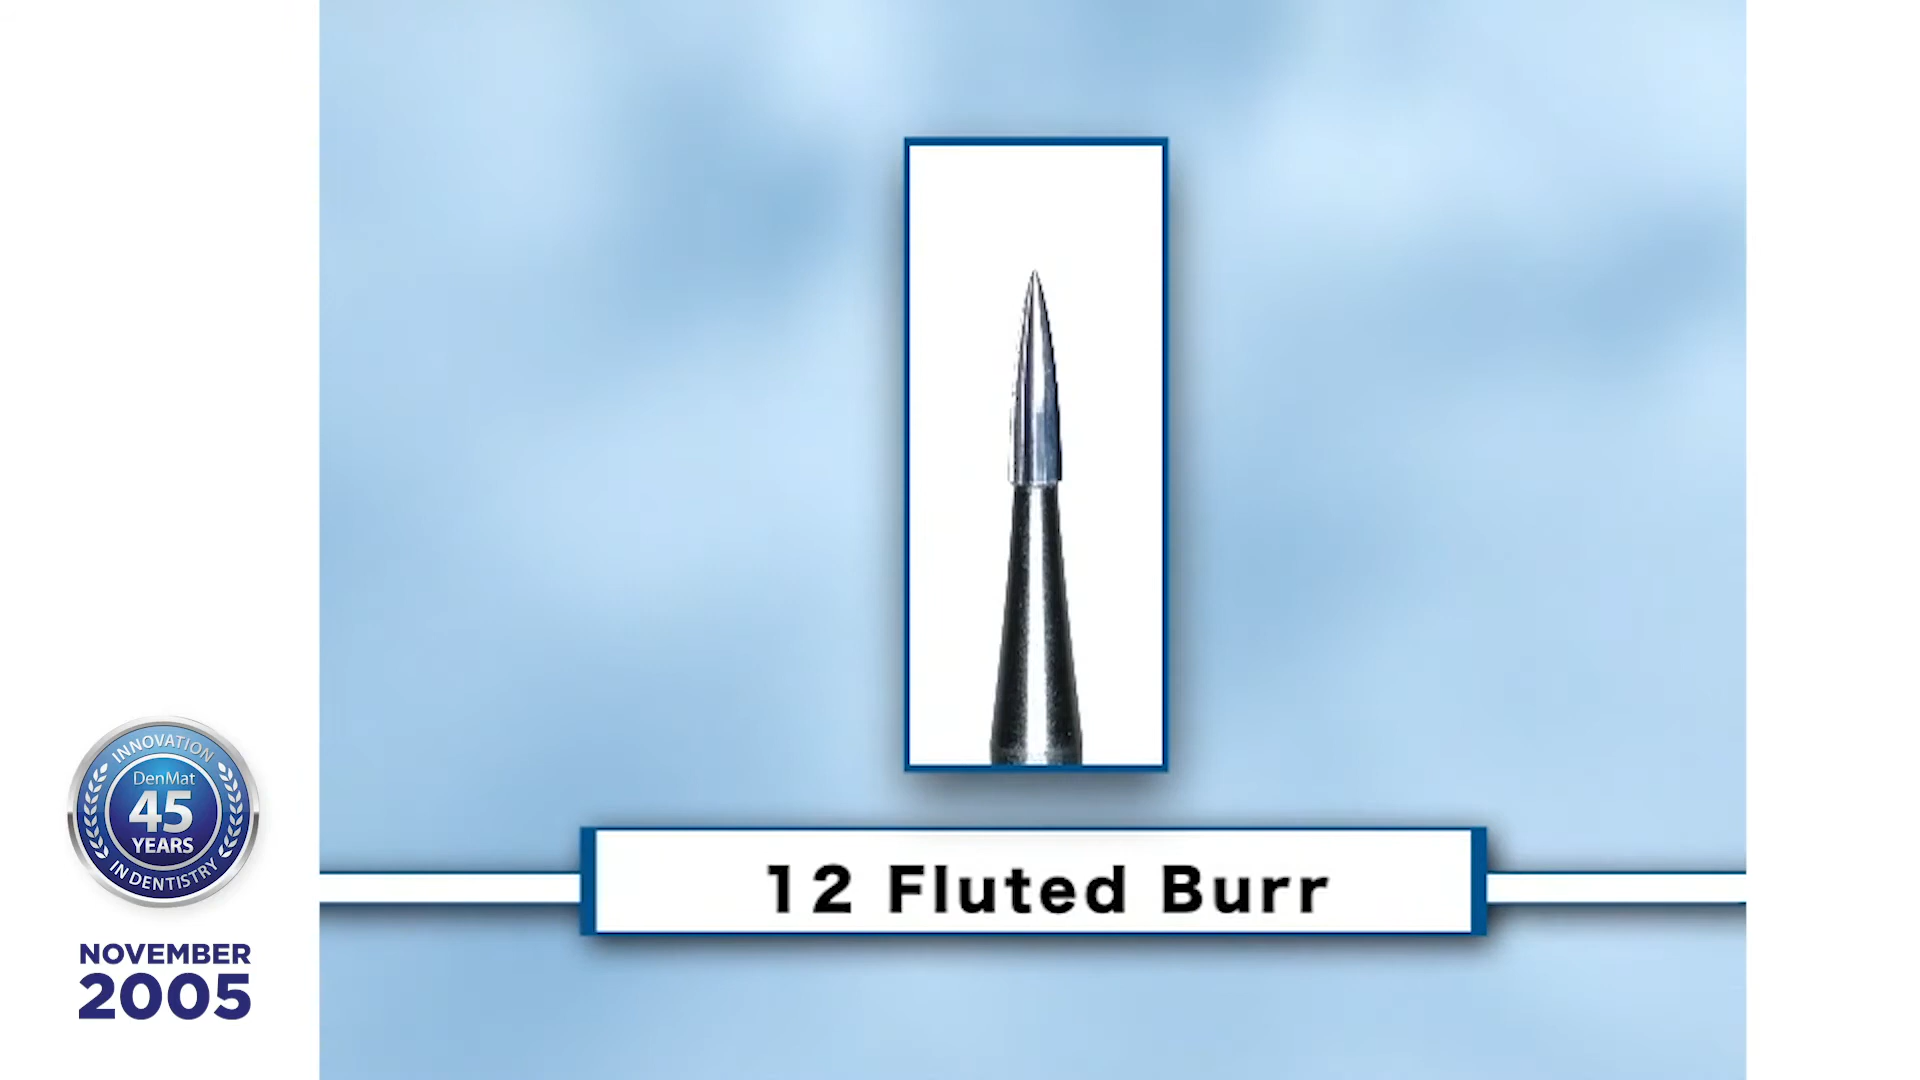 INNOVATION
DenMat
45
YEARS
IN DENTISTRY
NOVEMBER
2005
12 Fluted Burr